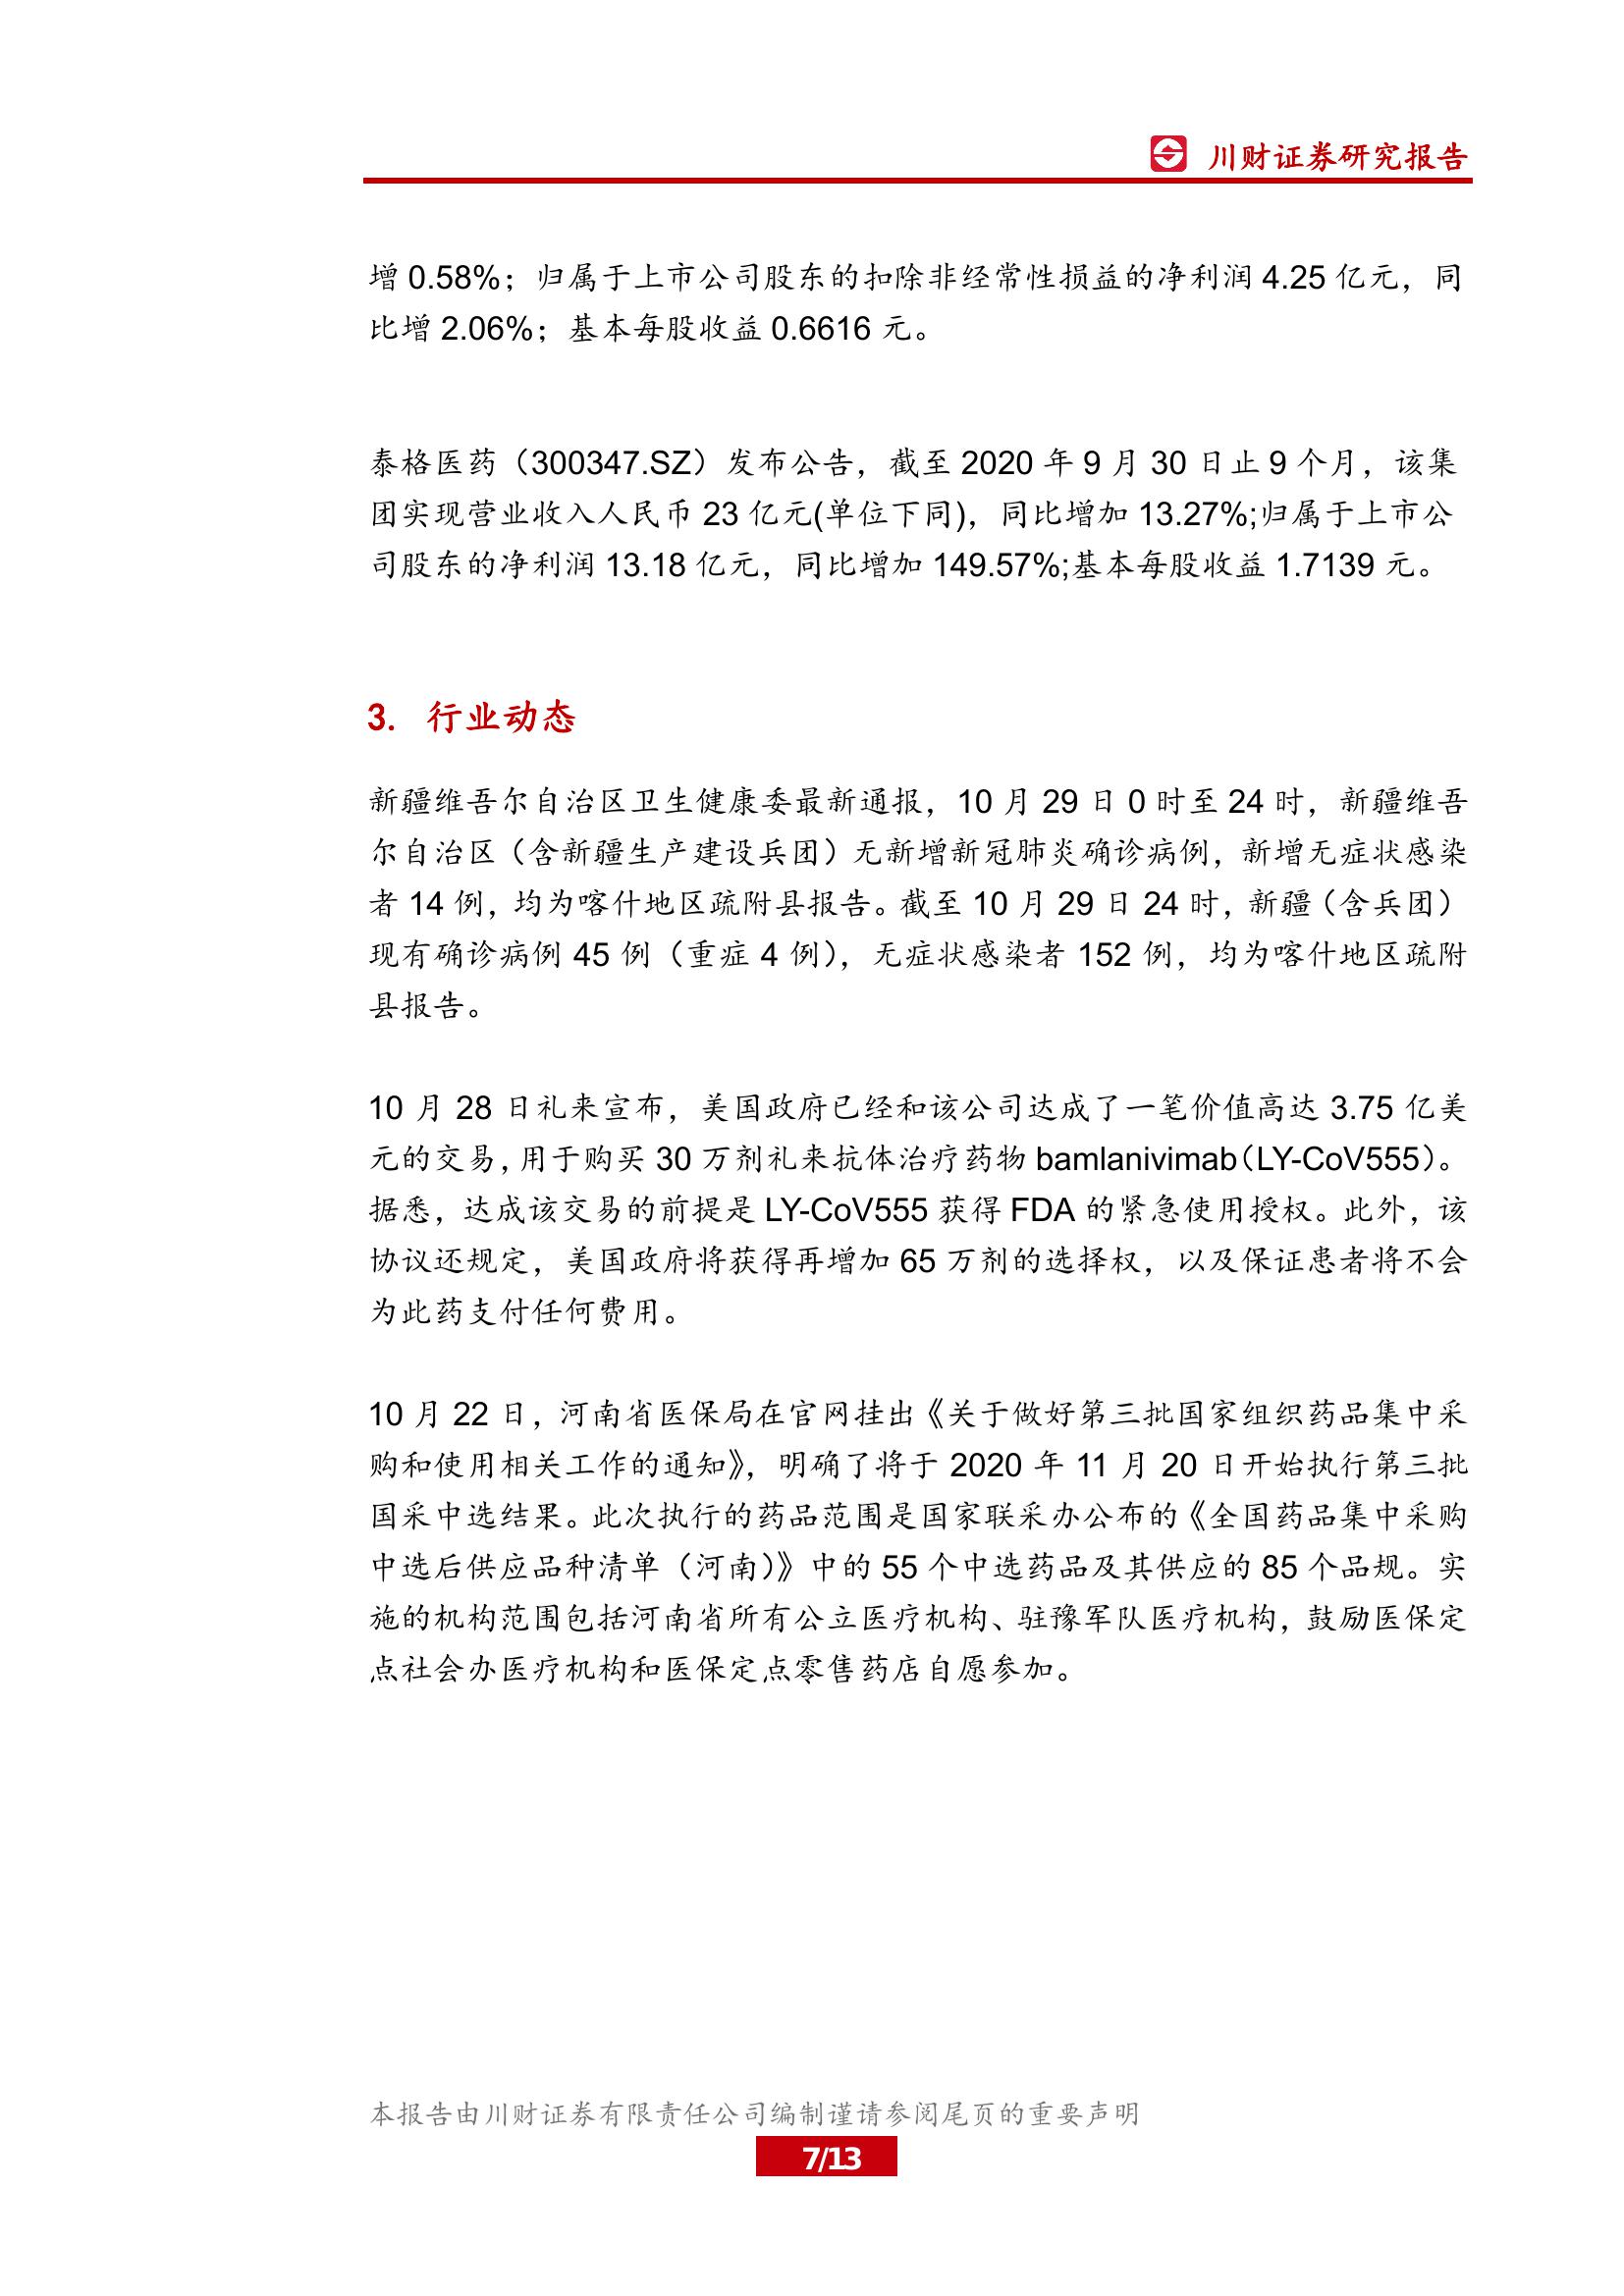 川财证券研究报告
增 0.58%；归属于上市公司股东的扣除非经常性损益的净利润 4.25 亿元，同
比增 2.06%；基本每股收益 0.6616 元。
泰格医药（300347.SZ）发布公告，截至 2020 年 9 月 30 日止 9 个月，该集
团实现营业收入人民币 23 亿元(单位下同)，同比增加 13.27%;归属于上市公
司股东的净利润 13.18 亿元，同比增加 149.57%;基本每股收益 1.7139 元。
3. 行业动态
新疆维吾尔自治区卫生健康委最新通报，10 月 29 日 0 时至 24 时，新疆维吾
尔自治区（含新疆生产建设兵团）无新增新冠肺炎确诊病例，新增无症状感染
者 14 例，均为喀什地区疏附县报告。截至 10 月 29 日 24 时，新疆（含兵团）
现有确诊病例 45 例（重症 4 例），无症状感染者 152 例，均为喀什地区疏附
县报告。
10 月 28 日礼来宣布，美国政府已经和该公司达成了一笔价值高达 3.75 亿美
元的交易，用于购买 30 万剂礼来抗体治疗药物 bamlanivimab（LY-CoV555）。
据悉，达成该交易的前提是 LY-CoV555 获得 FDA 的紧急使用授权。此外，该
协议还规定，美国政府将获得再增加 65 万剂的选择权，以及保证患者将不会
为此药支付任何费用。
10 月 22 日，河南省医保局在官网挂出《关于做好第三批国家组织药品集中采
购和使用相关工作的通知》，明确了将于 2020 年 11 月 20 日开始执行第三批
国采中选结果。此次执行的药品范围是国家联采办公布的《全国药品集中采购
中选后供应品种清单（河南）》中的 55 个中选药品及其供应的 85 个品规。实
施的机构范围包括河南省所有公立医疗机构、驻豫军队医疗机构，鼓励医保定
点社会办医疗机构和医保定点零售药店自愿参加。
本报告由川财证券有限责任公司编制谨请参阅尾页的重要声明
7/13